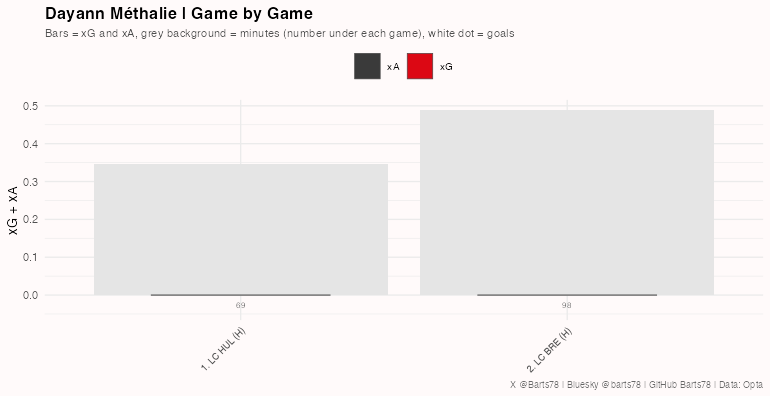 Dayann Méthalie | Game by Game
Bars = xG and xA, grey background = minutes (number under each game), white dot = goals
xA xG
xG + xA
0.5
0.4
0.3
0.2
0.1
0.0
69 98
1. LC HUL (H) 2. LC BRE (H)
X @Barts78 | Bluesky @barts78 | GitHub Barts78 | Data: Opta